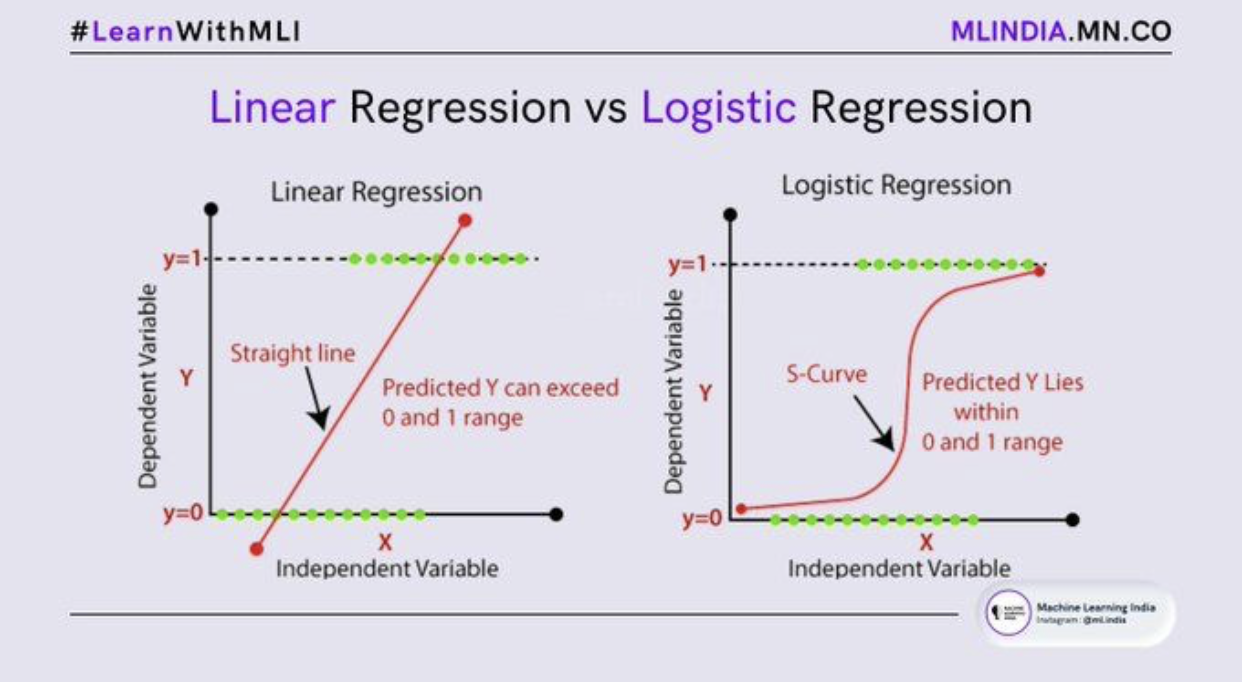 #LearnWithMLI
MLINDIA.MN.CO
Linear Regression vs Logistic Regression
Linear Regression
y=1
Dependent Variable
Y
Straight line
Predicted Y can exceed
0 and 1 range
y=0
X
Independent Variable
Logistic Regression
y=1
Dependent Variable
Y
S-Curve
Predicted Y Lies
within
0 and 1 range
y=0
X
Independent Variable
Machine Learning India
Instagram: @ml.india